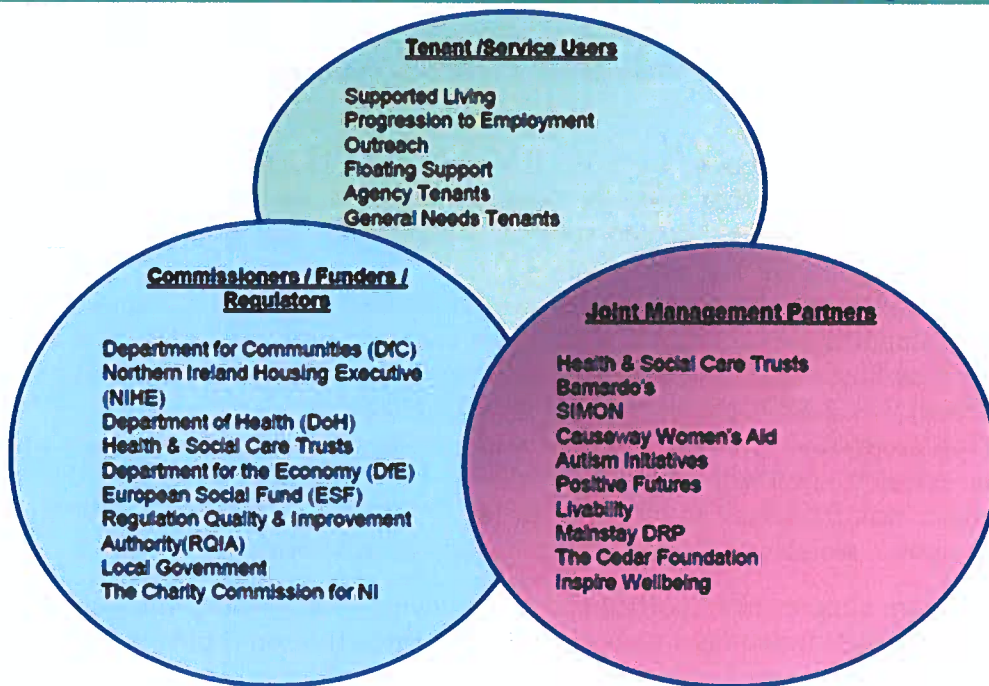 Tenant /Service Users
Supported Living
Progression to Employment
Outreach
Floating Support
Agency Tenants
General Needs Tenants
Commissioners / Funders /
Regulators
Department for Communities (DfC)
Northern Ireland Housing Executive
(NIHE)
Department of Health (DoH)
Health & Social Care Trusts
Department for the Economy (DfE)
European Social Fund (ESF)
Regulation Quality & Improvement
Authority(RQIA)
Local Government
The Charity Commission for NI
Joint Management Partners
Health & Social Care Trusts
Barnardo's
SIMON
Causeway Women's Aid
Autism Initiatives
Positive Futures
Livability
Mainstay DRP
The Cedar Foundation
Inspire Wellbeing